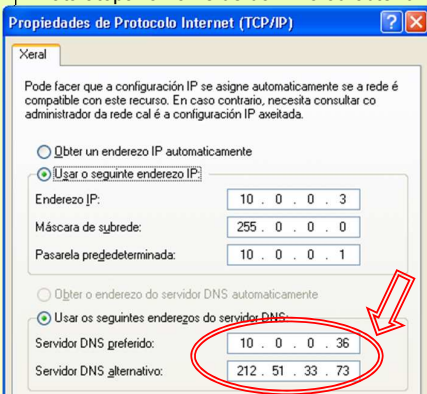 Propiedades de Protocolo Internet (TCP/IP)
Xeral
Pode facer que a configuración IP se asigne automaticamente se a rede é
compatible con este recurso. En caso contrario, necesita consultar co
administrador da rede cal é a configuración IP axeitada.
Obter un enderezo IP automaticamente
Usar o seguinte enderezo IP:
Enderezo IP: 10 . 0 . 0 . 3
Máscara de subrede: 255 . 0 . 0 . 0
Pasarela predeterminada: 10 . 0 . 0 . 1
Obter o enderezo do servidor DNS automaticamente
Usar os seguintes enderezos do servidor DNS:
Servidor DNS preferido: 10 . 0 . 0 . 36
Servidor DNS alternativo: 212 . 51 . 33 . 73